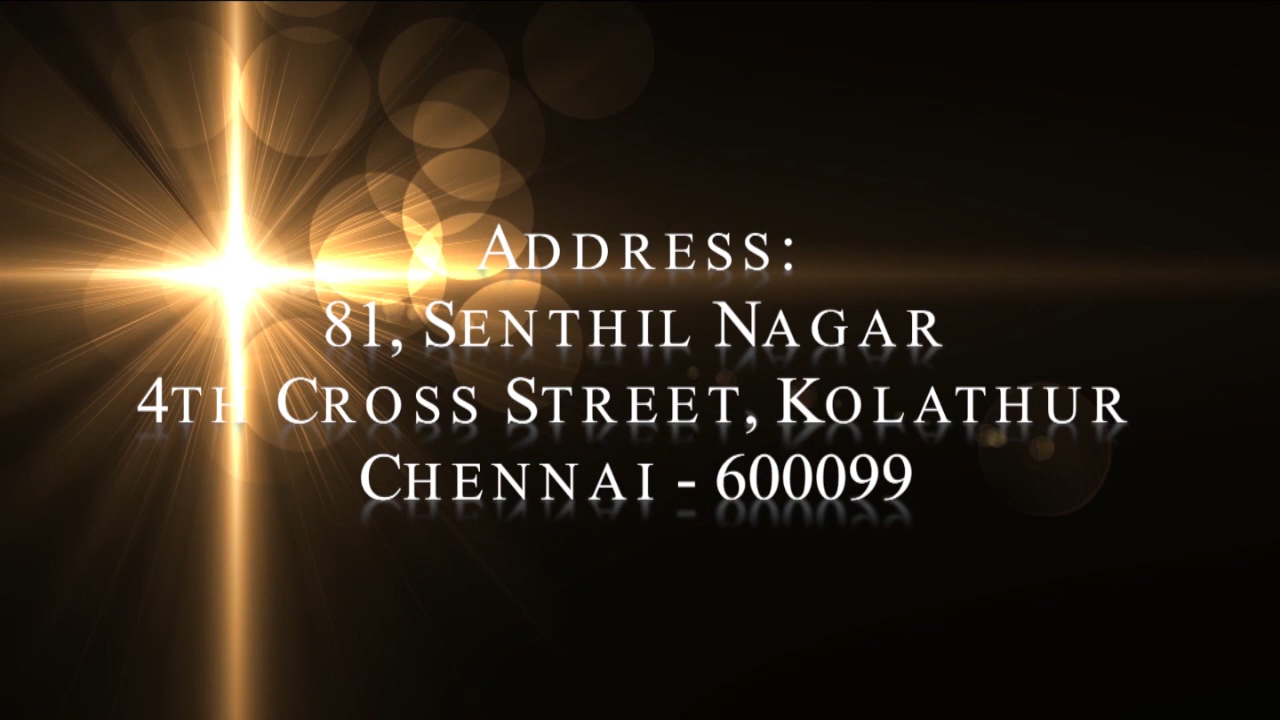 Address:
81, Senthil Nagar
4th Cross Street, Kolathur
Chennai - 600099